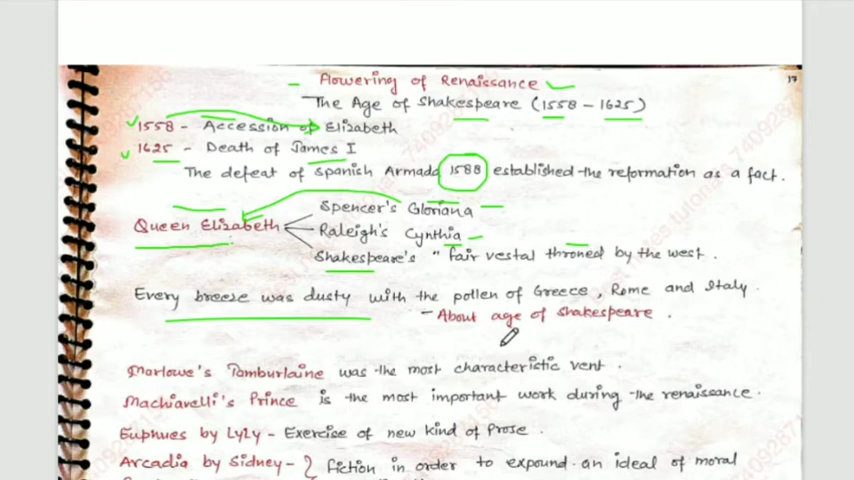 Flowering of Renaissance
17
The Age of Shakespeare (1558 - 1625)
1558 - Accession of Elizabeth
1625 - Death of James I
The defeat of Spanish Armada 1588 established the reformation as a fact.
Spencer's Gloriana
Queen Elizabeth
Raleigh's Cynthia
Shakespeare's " fair vestal throned by the west.
Every breeze was dusty with the pollen of Greece, Rome and Italy.
- About age of Shakespeare.
Marlowe's Tamburlaine was the most characteristic vent.
Machiavelli's Prince is the most important work during the renaissance.
Euphues by LyLy - Exercise of new kind of Prose.
Arcadia by Sidney - } fiction in order to expound an ideal of moral